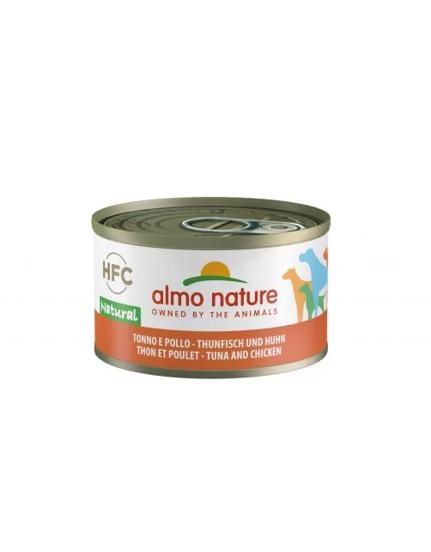 HFC
Natural
almo nature
OWNED BY THE ANIMALS
TONNO E POLLO - THUNFISCH UND HUHN
THON ET POULET - TUNA AND CHICKEN